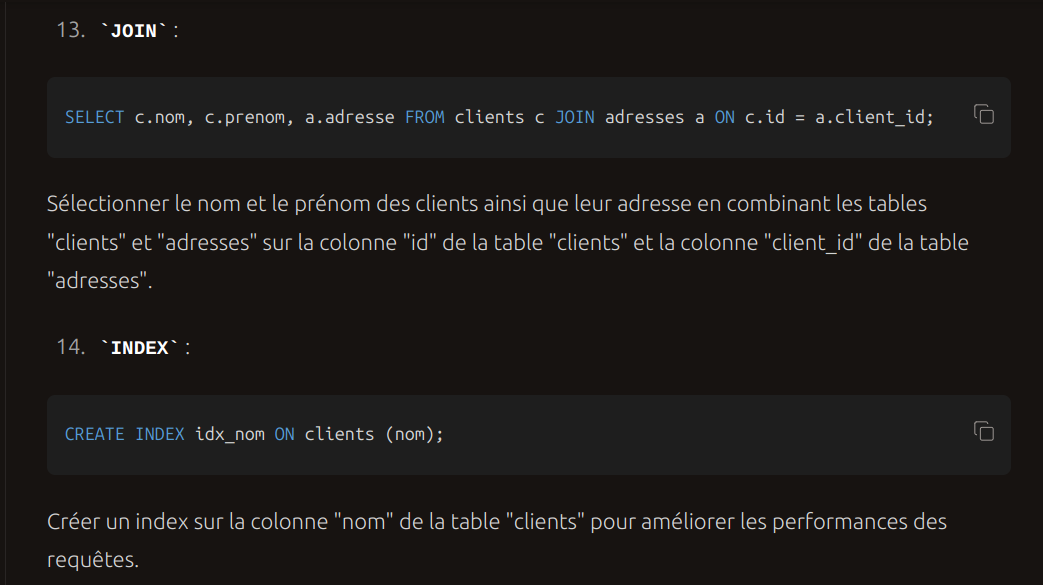 13. `JOIN` :
SELECT c.nom, c.prenom, a.adresse FROM clients c JOIN adresses a ON c.id = a.client_id;
Sélectionner le nom et le prénom des clients ainsi que leur adresse en combinant les tables
"clients" et "adresses" sur la colonne "id" de la table "clients" et la colonne "client_id" de la table
"adresses".
14. `INDEX` :
CREATE INDEX idx_nom ON clients (nom);
Créer un index sur la colonne "nom" de la table "clients" pour améliorer les performances des
requêtes.